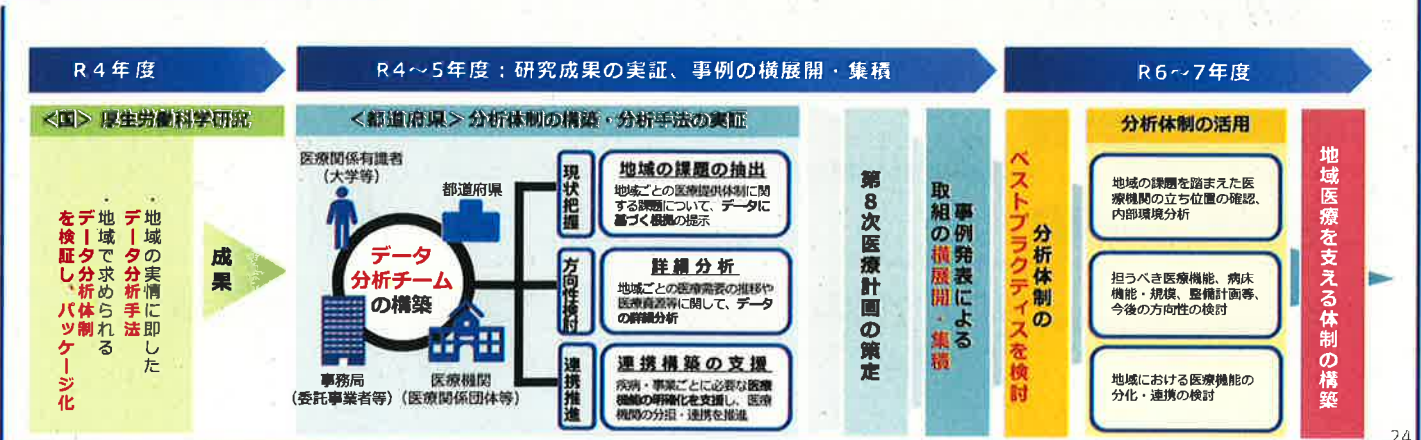 R4年度
R4～5年度：研究成果の実証、事例の横展開・集積
R6～7年度
＜国＞ 厚生労働科学研究
・地域の実情に即した
データ分析手法
・地域で求められる
データ分析体制
を検証し、パッケージ化
成果
＜都道府県＞ 分析体制の構築・分析手法の実証
医療関係有識者
（大学等）
都道府県
データ
分析チーム
の構築
事務局
（委託事業者等）
医療機関
（医療関係団体等）
現状把握
地域の課題の抽出
地域ごとの医療提供体制に関
する課題について、データに
基づく根拠の提示
方向性検討
詳細分析
地域ごとの医療需要の推移や
医療資源等に関して、データ
の詳細分析
連携推進
連携構築の支援
疾病・事業ごとに必要な医療
機能の明確化を支援し、医療
機関の分担・連携を推進
第8次医療計画の策定
事例発表による
取組の横展開・集積
分析体制の
ベストプラクティスを検討
分析体制の活用
地域の課題を踏まえた医
療機関の立ち位置の確認、
内部環境分析
担うべき医療機能、病床
機能・規模、整備計画等、
今後の方向性の検討
地域における医療機能の
分化・連携の検討
地域医療を支える体制の構築
24